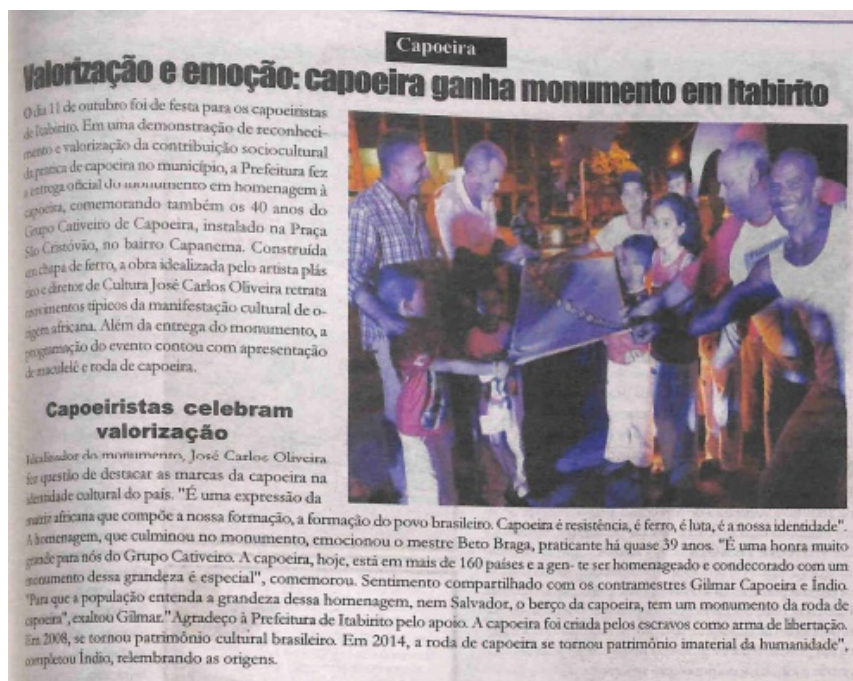 Capoeira
Valorização e emoção: capoeira ganha monumento em Itabirito
O dia 11 de outubro foi de festa para os capoeiristas
de Itabirito. Em uma demonstração de reconheci-
mento e valorização da contribuição sociocultural
da pratica de capoeira no município, a Prefeitura fez
a entrega oficial do monumento em homenagem à
capoeira, comemorando também os 40 anos do
Grupo Cativeiro de Capoeira, instalado na Praça
São Cristóvão, no bairro Capanema. Construída
em chapa de ferro, a obra idealizada pelo artista plás
tico e diretor de Cultura José Carlos Oliveira retrata
movimentos típicos da manifestação cultural de o-
rigem africana. Além da entrega do monumento, a
programação do evento contou com apresentação
de maculelê e roda de capoeira.
Capoeiristas celebram
valorização
Idealizador do monumento, José Carlos Oliveira
fez questão de destacar as marcas da capoeira na
identidade cultural do país. "É uma expressão da
matriz africana que compõe a nossa formação, a formação do povo brasileiro. Capoeira é resistência, é ferro, é luta, é a nossa identidade".
A homenagem, que culminou no monumento, emocionou o mestre Beto Braga, praticante há quase 39 anos. "É uma honra muito
grande para nós do Grupo Cativeiro. A capoeira, hoje, está em mais de 160 países e a gen- te ser homenageado e condecorado com um
monumento dessa grandeza é especial", comemorou. Sentimento compartilhado com os contramestres Gilmar Capoeira e Índio.
"Para que a população entenda a grandeza dessa homenagem, nem Salvador, o berço da capoeira, tem um monumento da roda de
capoeira", exaltou Gilmar."Agradeço à Prefeitura de Itabirito pelo apoio. A capoeira foi criada pelos escravos como arma de libertação.
Em 2008, se tornou patrimônio cultural brasileiro. Em 2014, a roda de capoeira se tornou patrimônio imaterial da humanidade",
completou Índio, relembrando as origens.